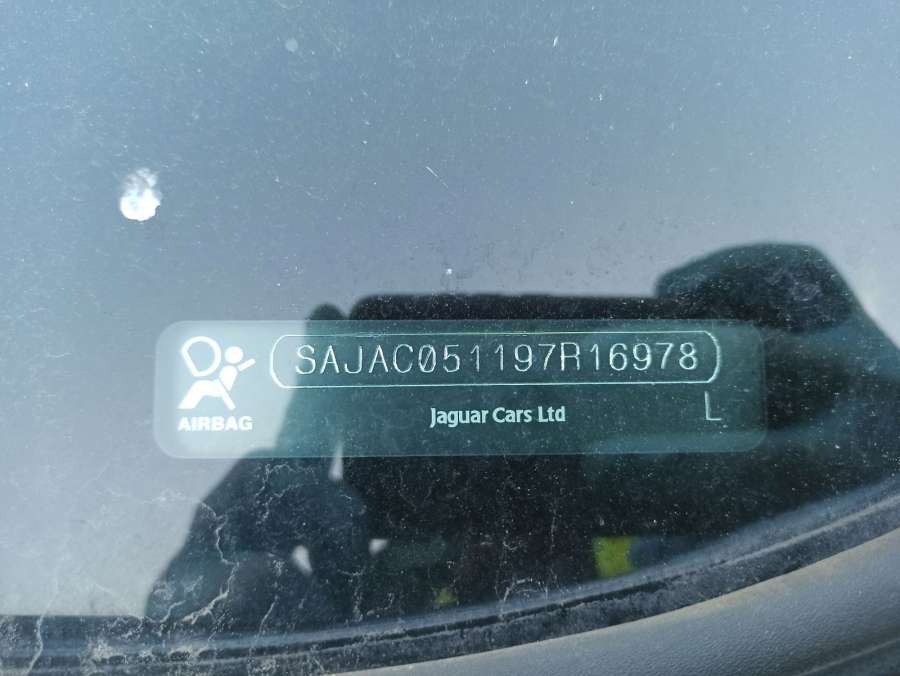 SAJAC051197R16978
AIRBAG
Jaguar Cars Ltd
L